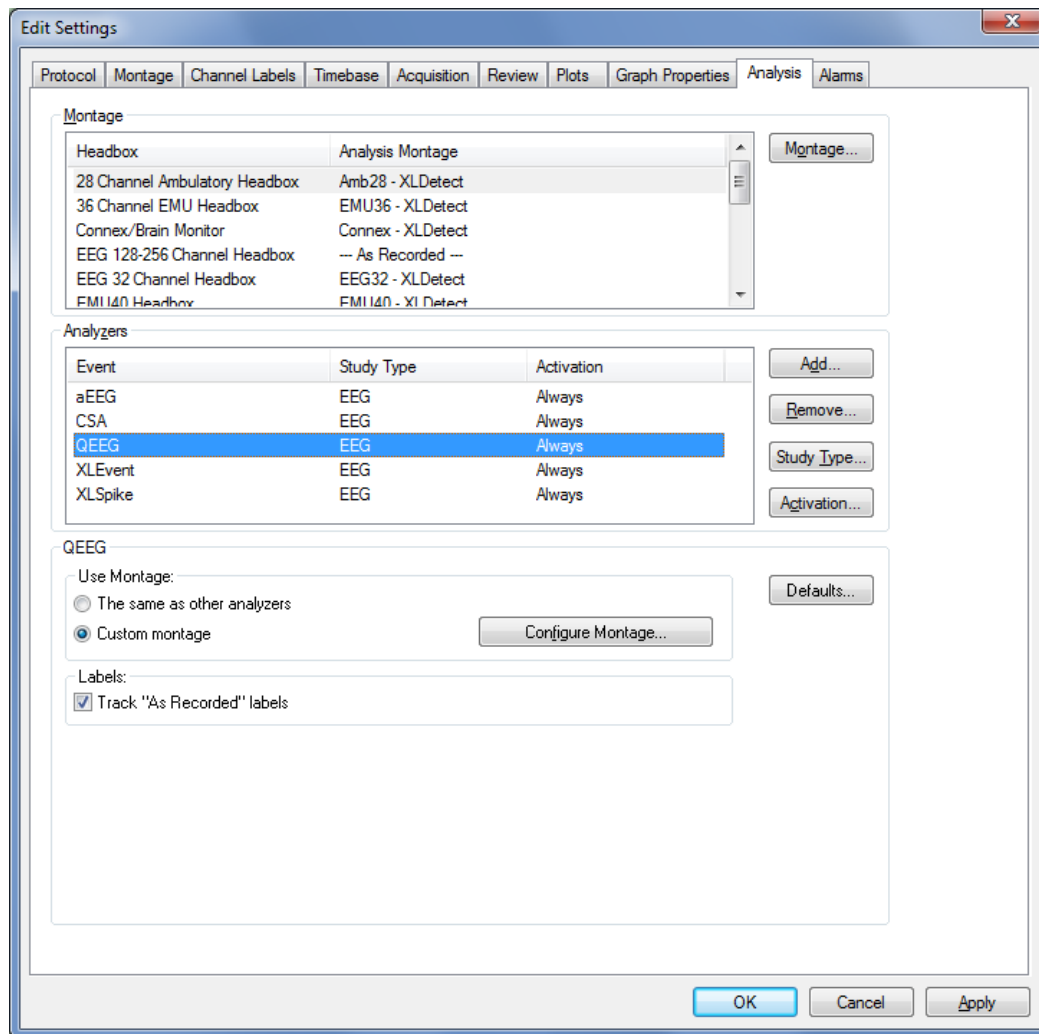 Edit Settings
Protocol Montage Channel Labels Timebase Acquisition Review Plots Graph Properties Analysis Alarms
Montage
Headbox Analysis Montage Montage...
28 Channel Ambulatory Headbox Amb28 - XLDetect
36 Channel EMU Headbox EMU36 - XLDetect
Connex/Brain Monitor Connex - XLDetect
EEG 128-256 Channel Headbox --- As Recorded ---
EEG 32 Channel Headbox EEG32 - XLDetect
EMU40 Headbox EMU40 - XLDetect
Analyzers
Event Study Type Activation Add...
aEEG EEG Always
CSA EEG Always Remove...
QEEG EEG Always Study Type...
XLEvent EEG Always
XLSpike EEG Always Activation...
QEEG
Use Montage: Defaults...
The same as other analyzers
Custom montage Configure Montage...
Labels:
Track "As Recorded" labels
OK Cancel Apply